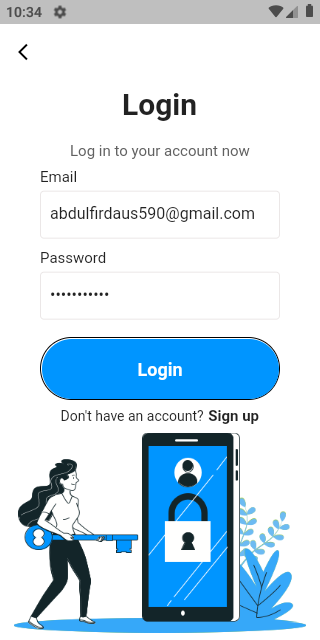 10:34
Login
Log in to your account now
Email
abdulfirdaus590@gmail.com
Password
•••••••••••
Login
Don't have an account? Sign up